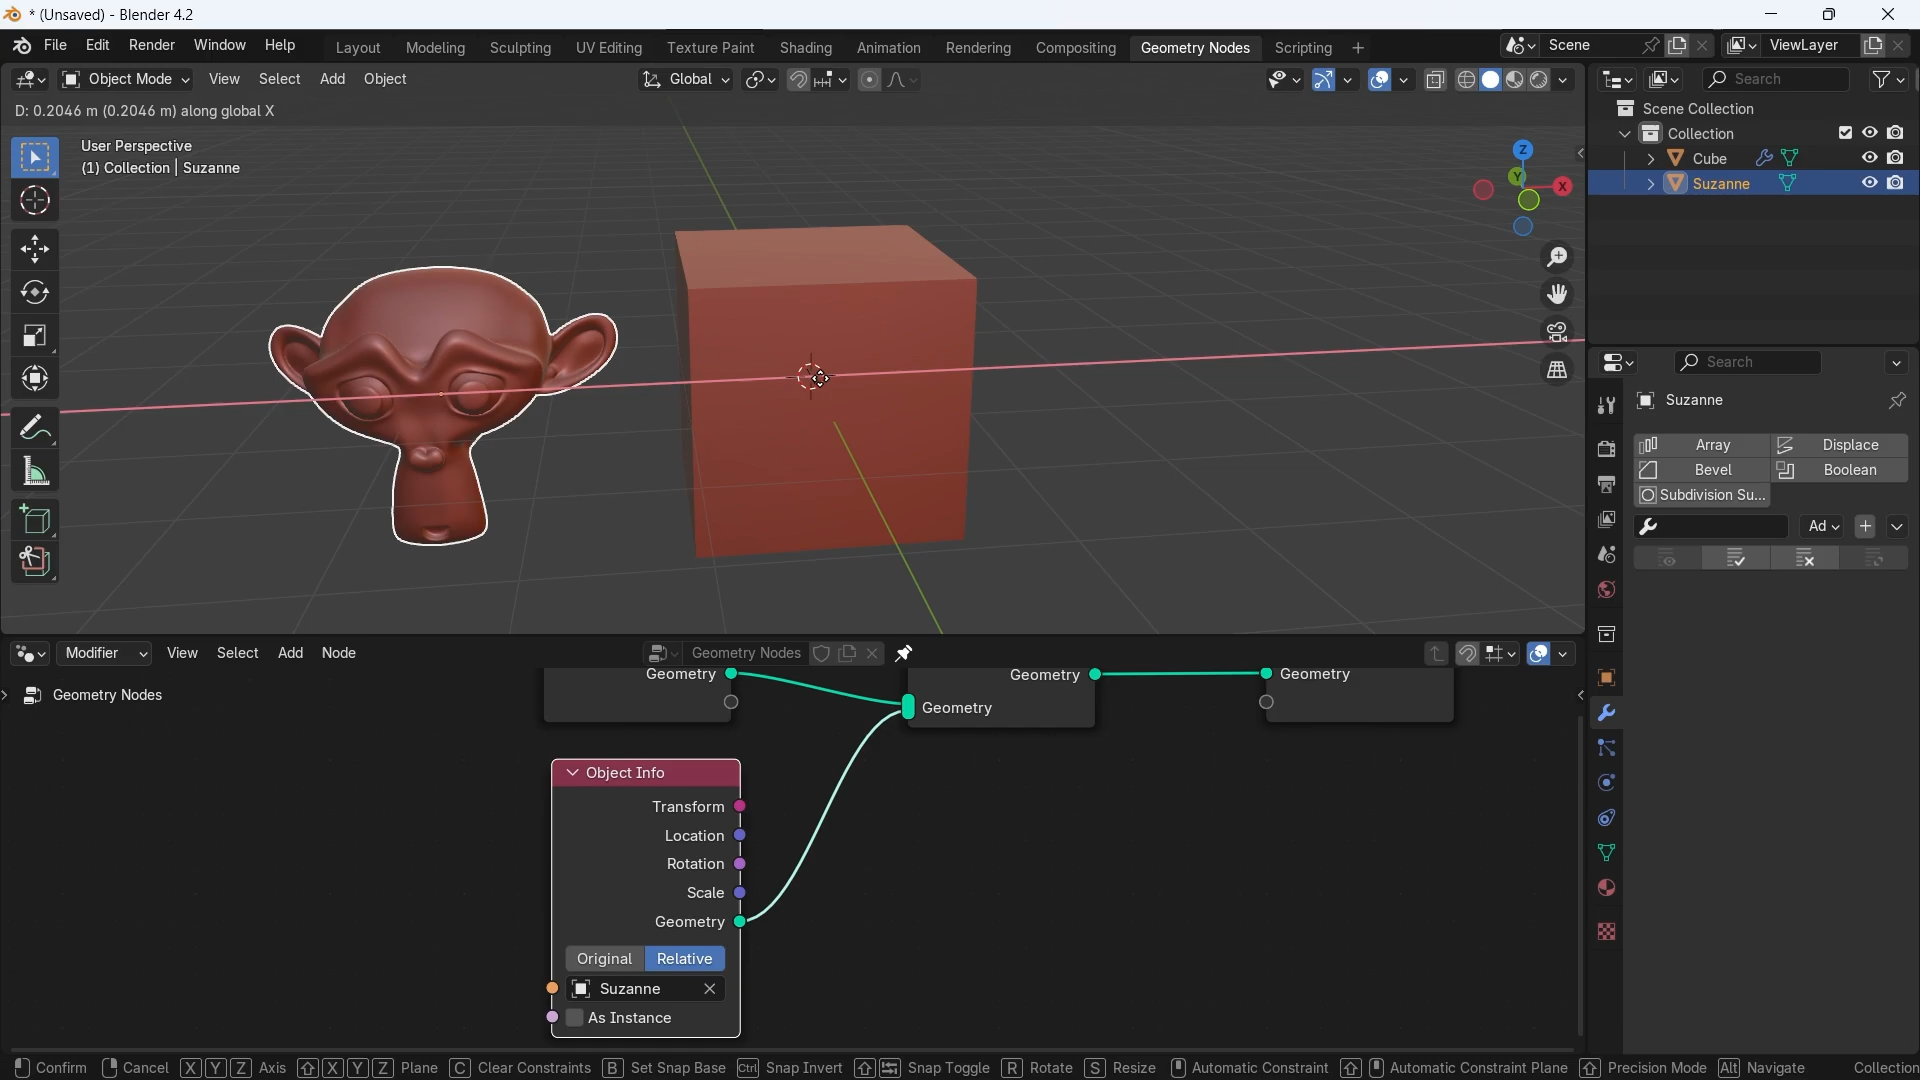 * (Unsaved) - Blender 4.2
File Edit Render Window Help
Layout Modeling Sculpting UV Editing Texture Paint Shading Animation Rendering Compositing Geometry Nodes Scripting +
Scene
ViewLayer
Object Mode View Select Add Object
Global
Search
D: 0.2046 m (0.2046 m) along global X
Scene Collection
Collection
Cube
Suzanne
User Perspective
(1) Collection | Suzanne
Z
Y
X
Search
Suzanne
Array Displace
Bevel Boolean
Subdivision Su...
Ad
Modifier View Select Add Node
Geometry Nodes
Geometry Nodes
Geometry
Geometry
Geometry
Geometry
Object Info
Transform
Location
Rotation
Scale
Geometry
Original Relative
Suzanne
As Instance
Confirm Cancel X Y Z Axis X Y Z Plane C Clear Constraints B Set Snap Base Ctrl Snap Invert Snap Toggle R Rotate S Resize Automatic Constraint Automatic Constraint Plane Precision Mode Alt Navigate Collection